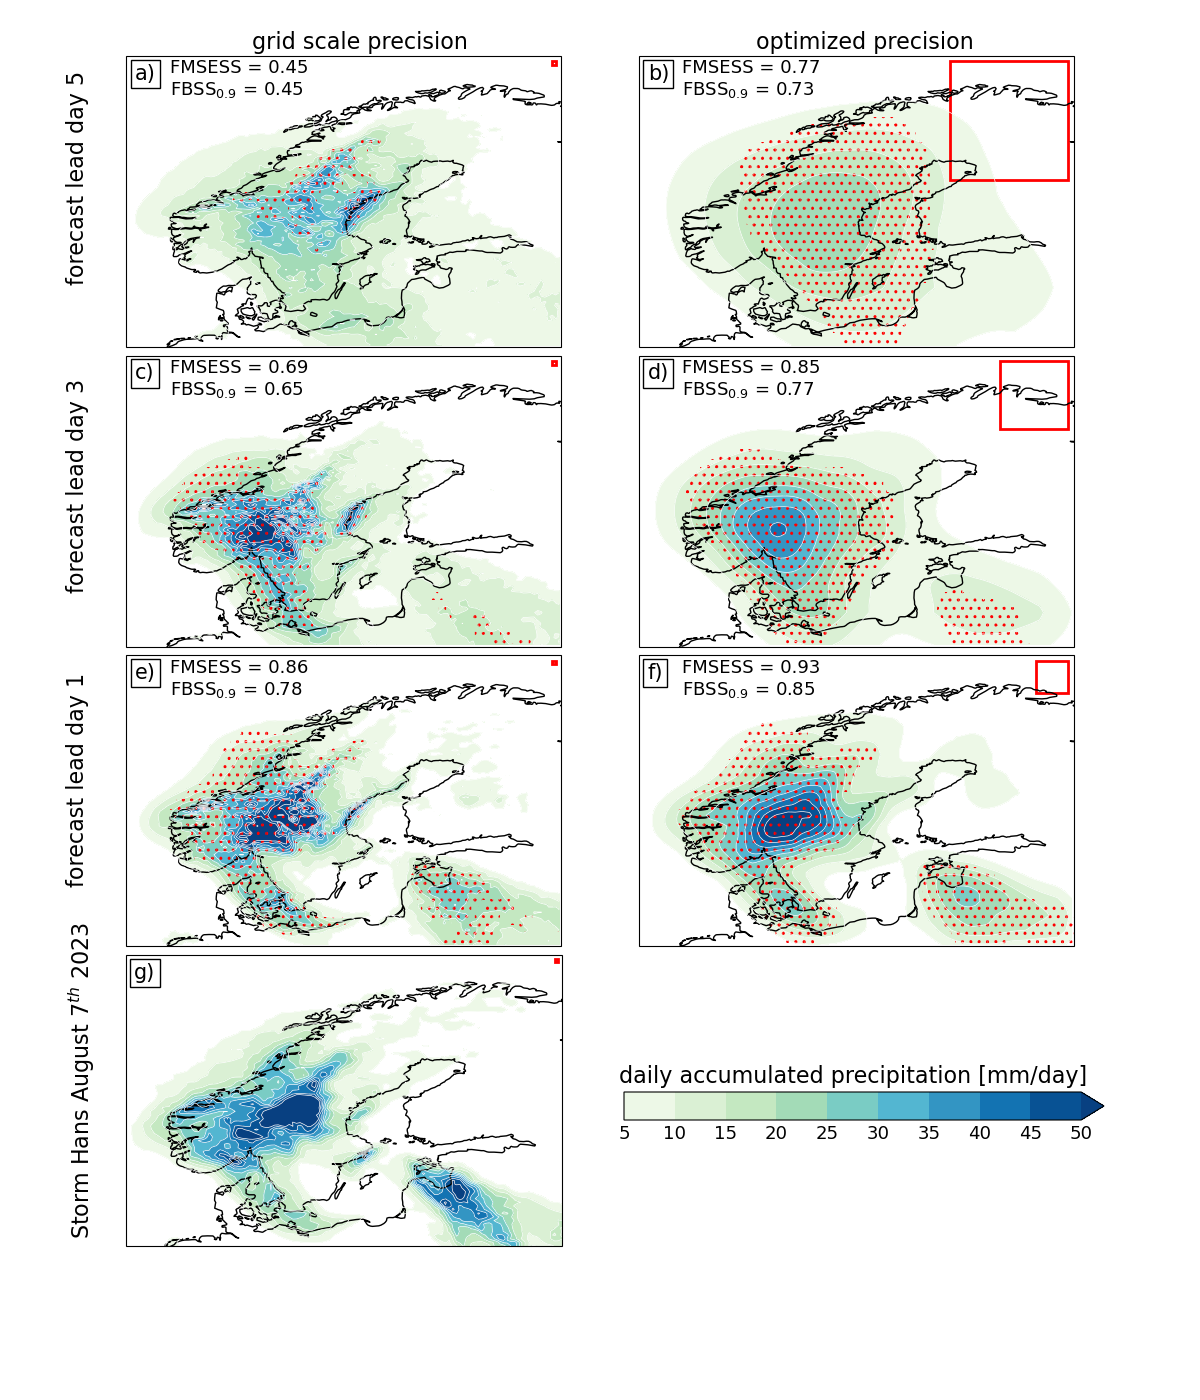 grid scale precision
optimized precision
forecast lead day 5
a)
FMSESS = 0.45
FBSS0.9 = 0.45
b)
FMSESS = 0.77
FBSS0.9 = 0.73
forecast lead day 3
c)
FMSESS = 0.69
FBSS0.9 = 0.65
d)
FMSESS = 0.85
FBSS0.9 = 0.77
forecast lead day 1
e)
FMSESS = 0.86
FBSS0.9 = 0.78
f)
FMSESS = 0.93
FBSS0.9 = 0.85
Storm Hans August 7th 2023
g)
daily accumulated precipitation [mm/day]
5 10 15 20 25 30 35 40 45 50